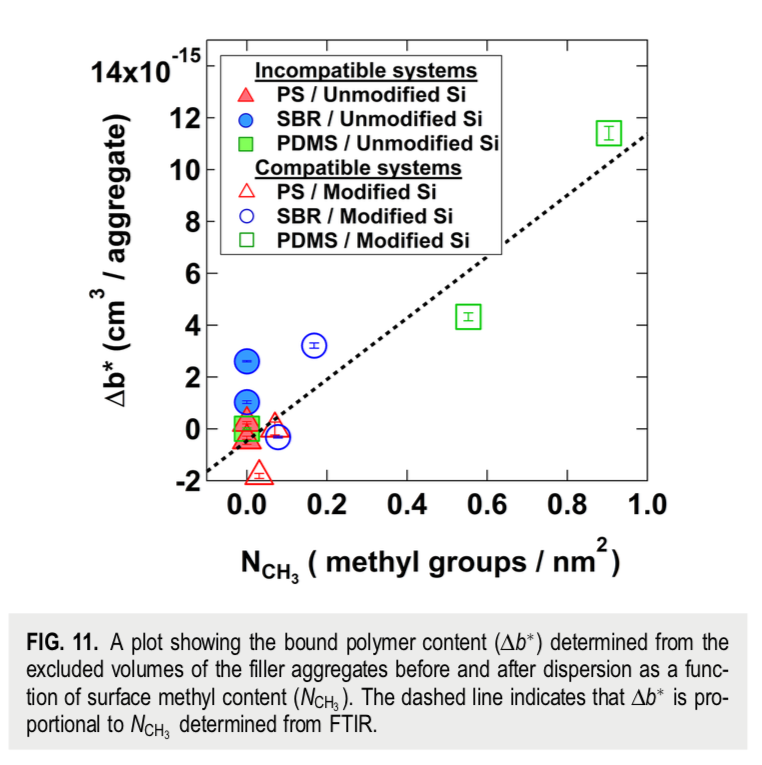 14x10^-15
12
10
8
6
4
2
0
-2
Δb* (cm^3 / aggregate)
Incompatible systems
PS / Unmodified Si
SBR / Unmodified Si
PDMS / Unmodified Si
Compatible systems
PS / Modified Si
SBR / Modified Si
PDMS / Modified Si
0.0 0.2 0.4 0.6 0.8 1.0
N_CH₃ ( methyl groups / nm^2 )
FIG. 11. A plot showing the bound polymer content (Δb*) determined from the
excluded volumes of the filler aggregates before and after dispersion as a func-
tion of surface methyl content (N_CH₃). The dashed line indicates that Δb* is pro-
portional to N_CH₃ determined from FTIR.